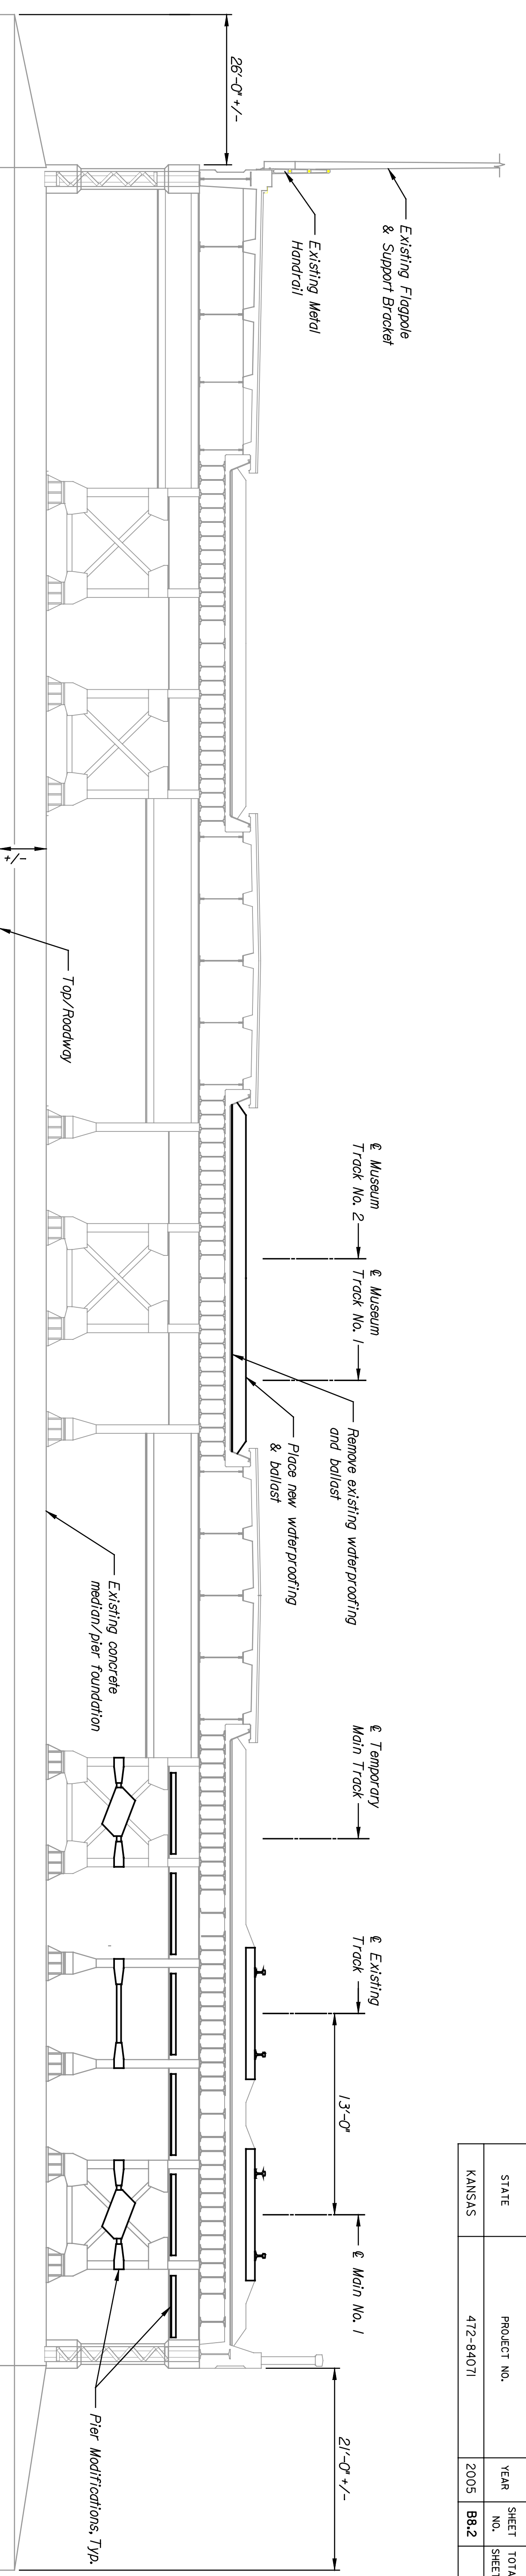 STATE
PROJECT NO.
YEAR
SHEET
NO.
TOTA
SHEET
KANSAS
472-84071
2005
B8.2
26'-0" +/-
Existing Flagpole
& Support Bracket
Existing Metal
Handrail
+/-
Top/Roadway
℄ Museum
Track No. 2
℄ Museum
Track No. 1
Remove existing waterproofing
and ballast
Place new waterproofing
& ballast
Existing concrete
median/pier foundation
℄ Temporary
Main Track
℄ Existing
Track
13'-0"
℄ Main No. 1
Pier Modifications, Typ.
21'-0" +/-